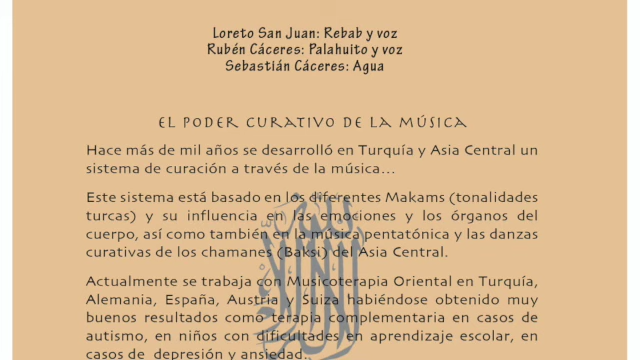 Loreto San Juan: Rebab y voz
Rubén Cáceres: Palahuito y voz
Sebastián Cáceres: Agua
EL PODER CURATIVO DE LA MÚSICA
Hace más de mil años se desarrolló en Turquía y Asia Central un
sistema de curación a través de la música...
Este sistema está basado en los diferentes Makams (tonalidades
turcas) y su influencia en las emociones y los órganos del
cuerpo, así como también en la música pentatónica y las danzas
curativas de los chamanes (Baksi) del Asia Central.
Actualmente se trabaja con Musicoterapia Oriental en Turquía,
Alemania, España, Austria y Suiza habiéndose obtenido muy
buenos resultados como terapia complementaria en casos de
autismo, en niños con dificultades en aprendizaje escolar, en
casos de depresión y ansiedad..